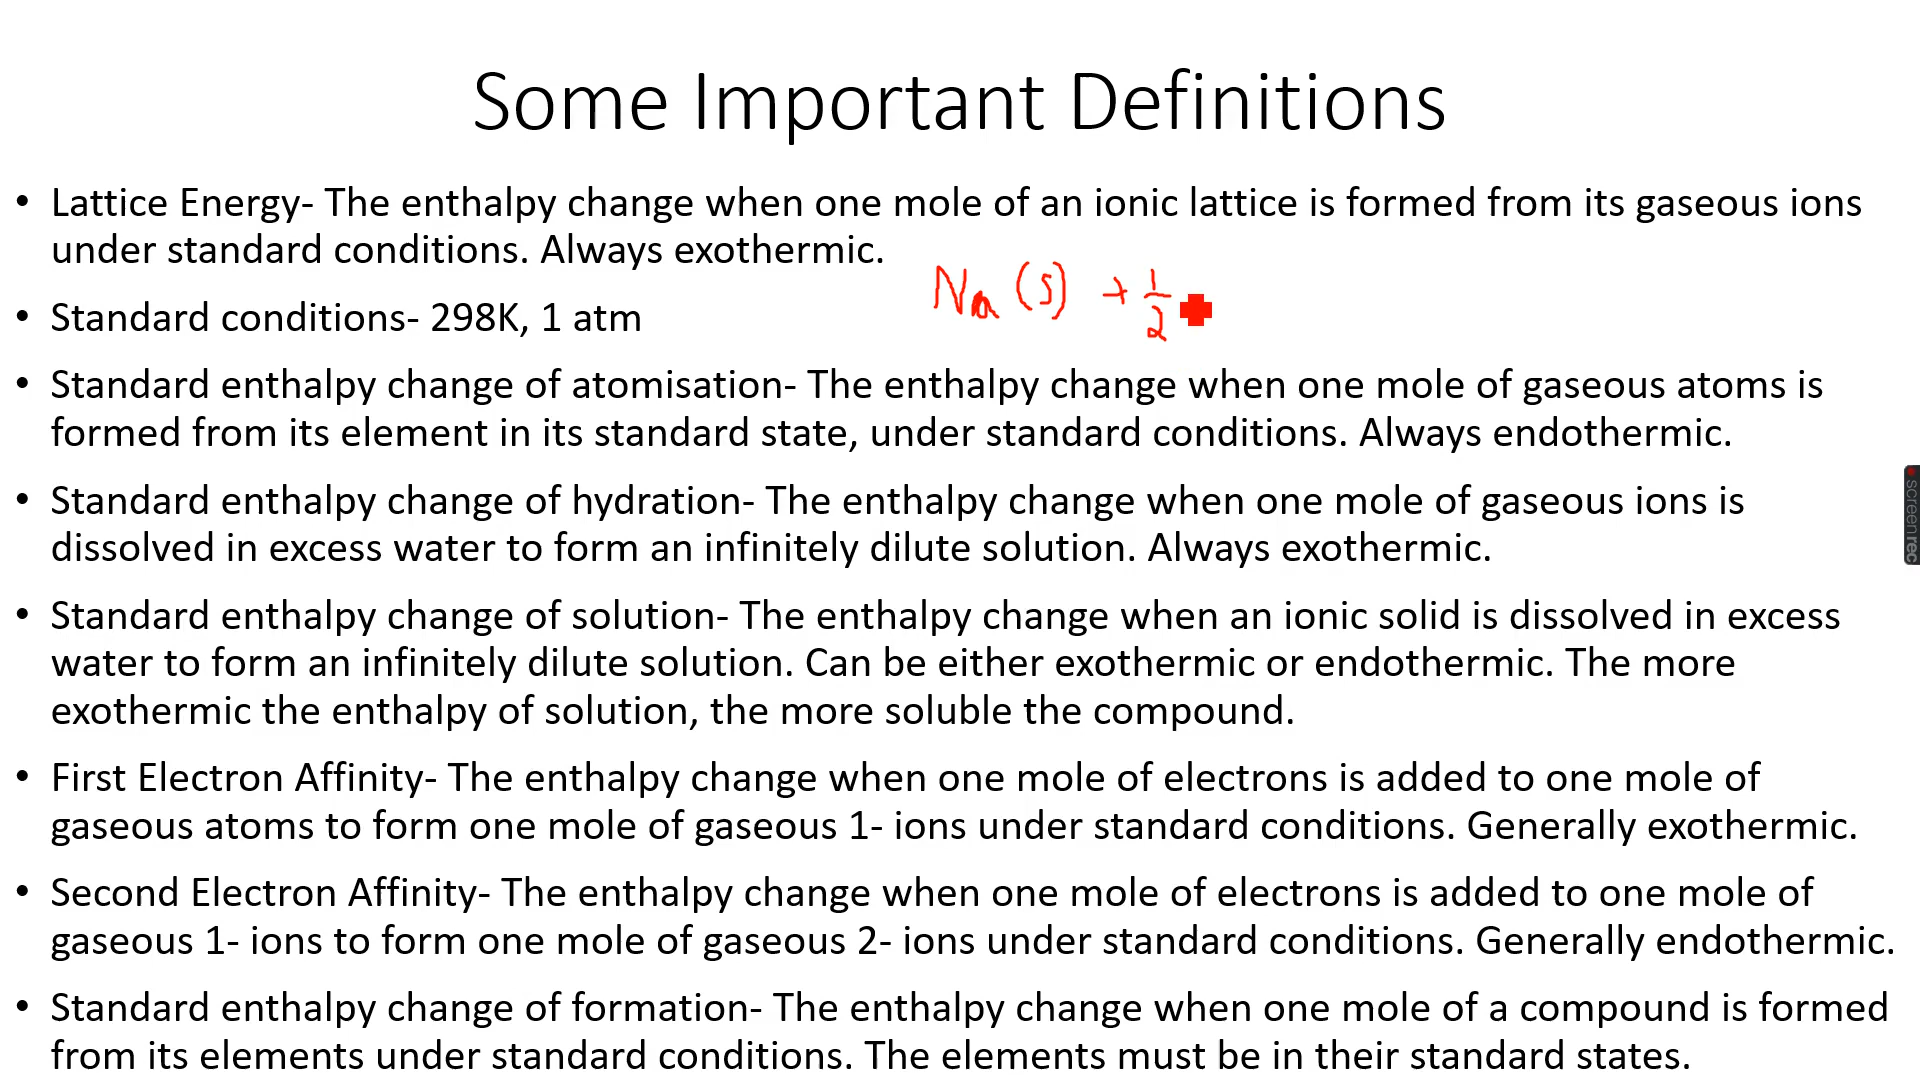 Some Important Definitions
• Lattice Energy- The enthalpy change when one mole of an ionic lattice is formed from its gaseous ions
under standard conditions. Always exothermic.
Na (s) + 1/2
• Standard conditions- 298K, 1 atm
• Standard enthalpy change of atomisation- The enthalpy change when one mole of gaseous atoms is
formed from its element in its standard state, under standard conditions. Always endothermic.
• Standard enthalpy change of hydration- The enthalpy change when one mole of gaseous ions is
dissolved in excess water to form an infinitely dilute solution. Always exothermic.
• Standard enthalpy change of solution- The enthalpy change when an ionic solid is dissolved in excess
water to form an infinitely dilute solution. Can be either exothermic or endothermic. The more
exothermic the enthalpy of solution, the more soluble the compound.
• First Electron Affinity- The enthalpy change when one mole of electrons is added to one mole of
gaseous atoms to form one mole of gaseous 1- ions under standard conditions. Generally exothermic.
• Second Electron Affinity- The enthalpy change when one mole of electrons is added to one mole of
gaseous 1- ions to form one mole of gaseous 2- ions under standard conditions. Generally endothermic.
• Standard enthalpy change of formation- The enthalpy change when one mole of a compound is formed
from its elements under standard conditions. The elements must be in their standard states.
screenrec